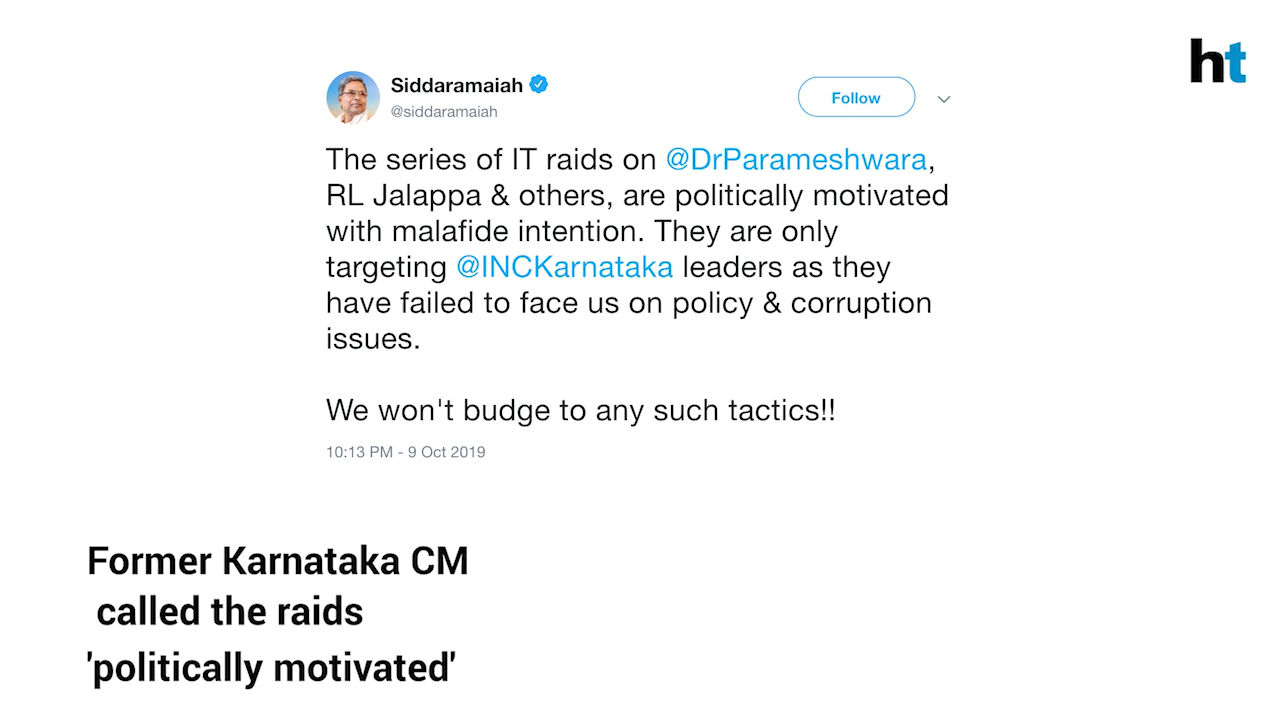 ht
Siddaramaiah
@siddaramaiah
Follow
The series of IT raids on @DrParameshwara,
RL Jalappa & others, are politically motivated
with malafide intention. They are only
targeting @INCKarnataka leaders as they
have failed to face us on policy & corruption
issues.
We won't budge to any such tactics!!
10:13 PM - 9 Oct 2019
Former Karnataka CM
called the raids
'politically motivated'